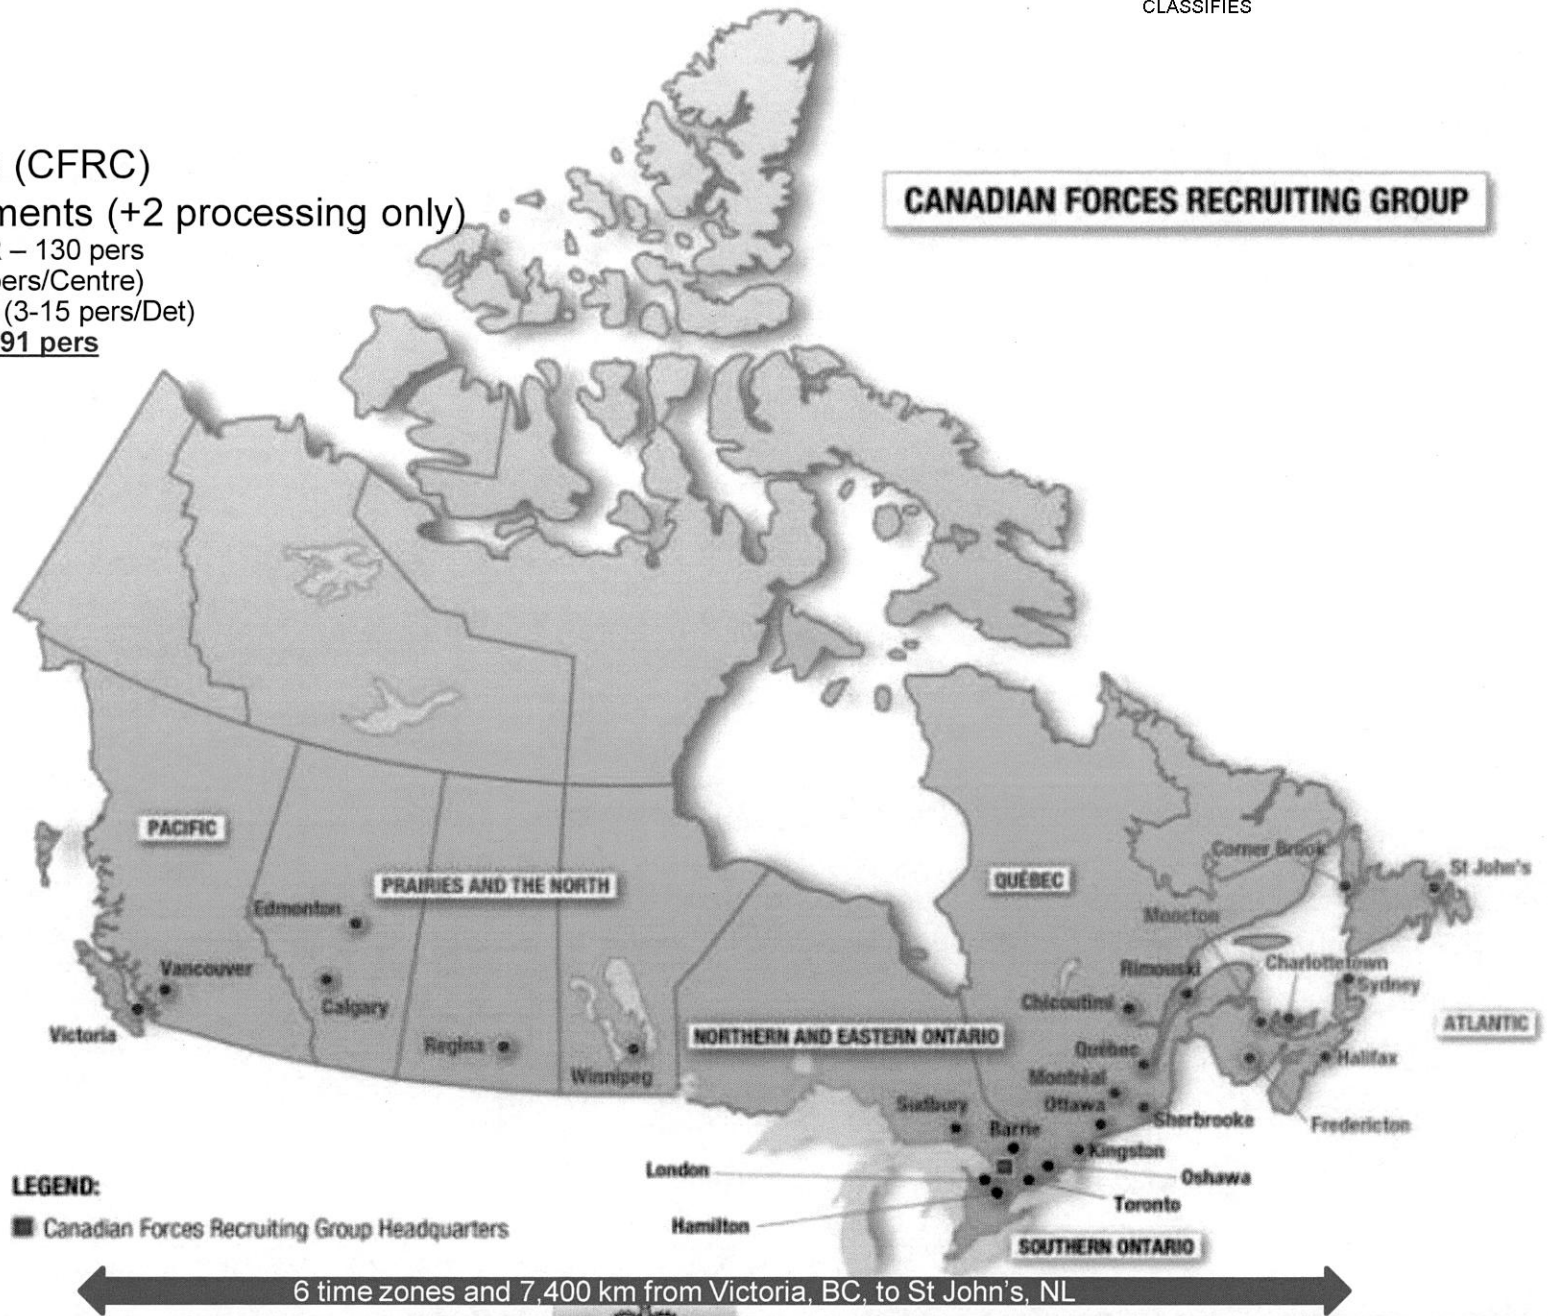 CLASSIFIES
(CFRC)
ments (+2 processing only)
– 130 pers
ers/Centre)
(3-15 pers/Det)
91 pers
CANADIAN FORCES RECRUITING GROUP
PACIFIC
PRAIRIES AND THE NORTH
QUÉBEC
Corner Brook
St John's
Edmonton
Moncton
Vancouver
Rimouski
Charlottetown
Sydney
Calgary
Chicoutimi
Victoria
NORTHERN AND EASTERN ONTARIO
ATLANTIC
Regina
Québec
Halifax
Winnipeg
Montréal
Sudbury
Ottawa
Sherbrooke
Fredericton
Barrie
Kingston
London
Oshawa
LEGEND:
Toronto
Canadian Forces Recruiting Group Headquarters
Hamilton
SOUTHERN ONTARIO
6 time zones and 7,400 km from Victoria, BC, to St John's, NL